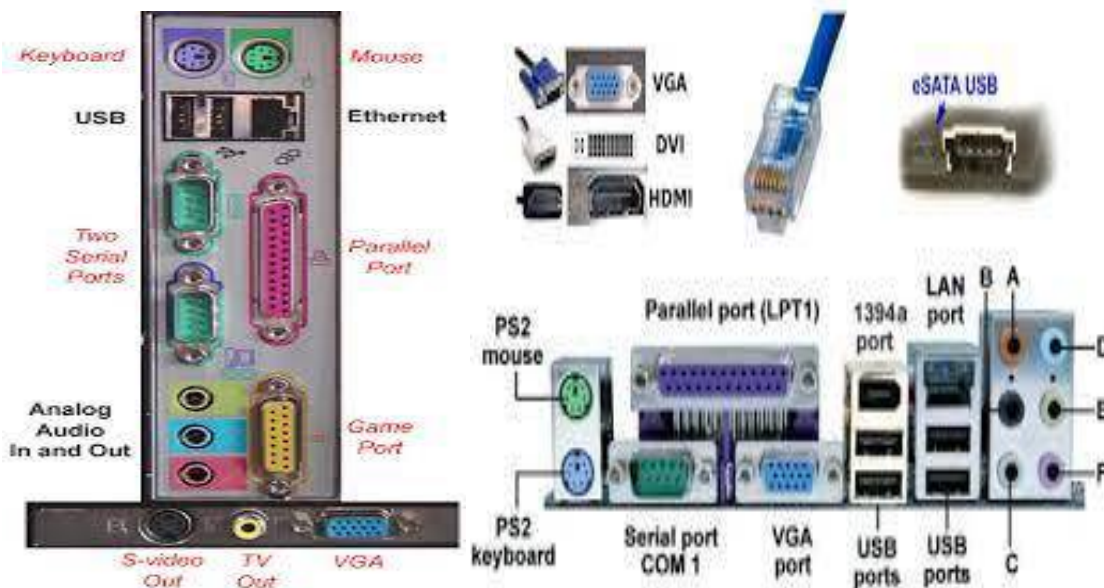 Keyboard
Mouse
USB
Ethernet
Two
Serial
Ports
Parallel
Port
Analog
Audio
In and Out
Game
Port
S-video
Out
TV
Out
VGA
VGA
DVI
HDMI
eSATA USB
PS2
mouse
Parallel port (LPT1)
1394a
port
LAN
port
B
A
D
E
F
C
PS2
keyboard
Serial port
COM 1
VGA
port
USB
ports
USB
ports